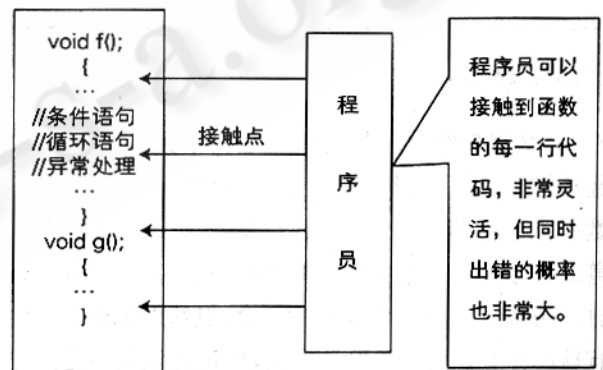 void f();
{
...
//条件语句
//循环语句
//异常处理
...
}
void g();
{
...
}
接触点
程
序
员
程序员可以
接触到函数
的每一行代
码，非常灵
活，但同时
出错的概率
也非常大。